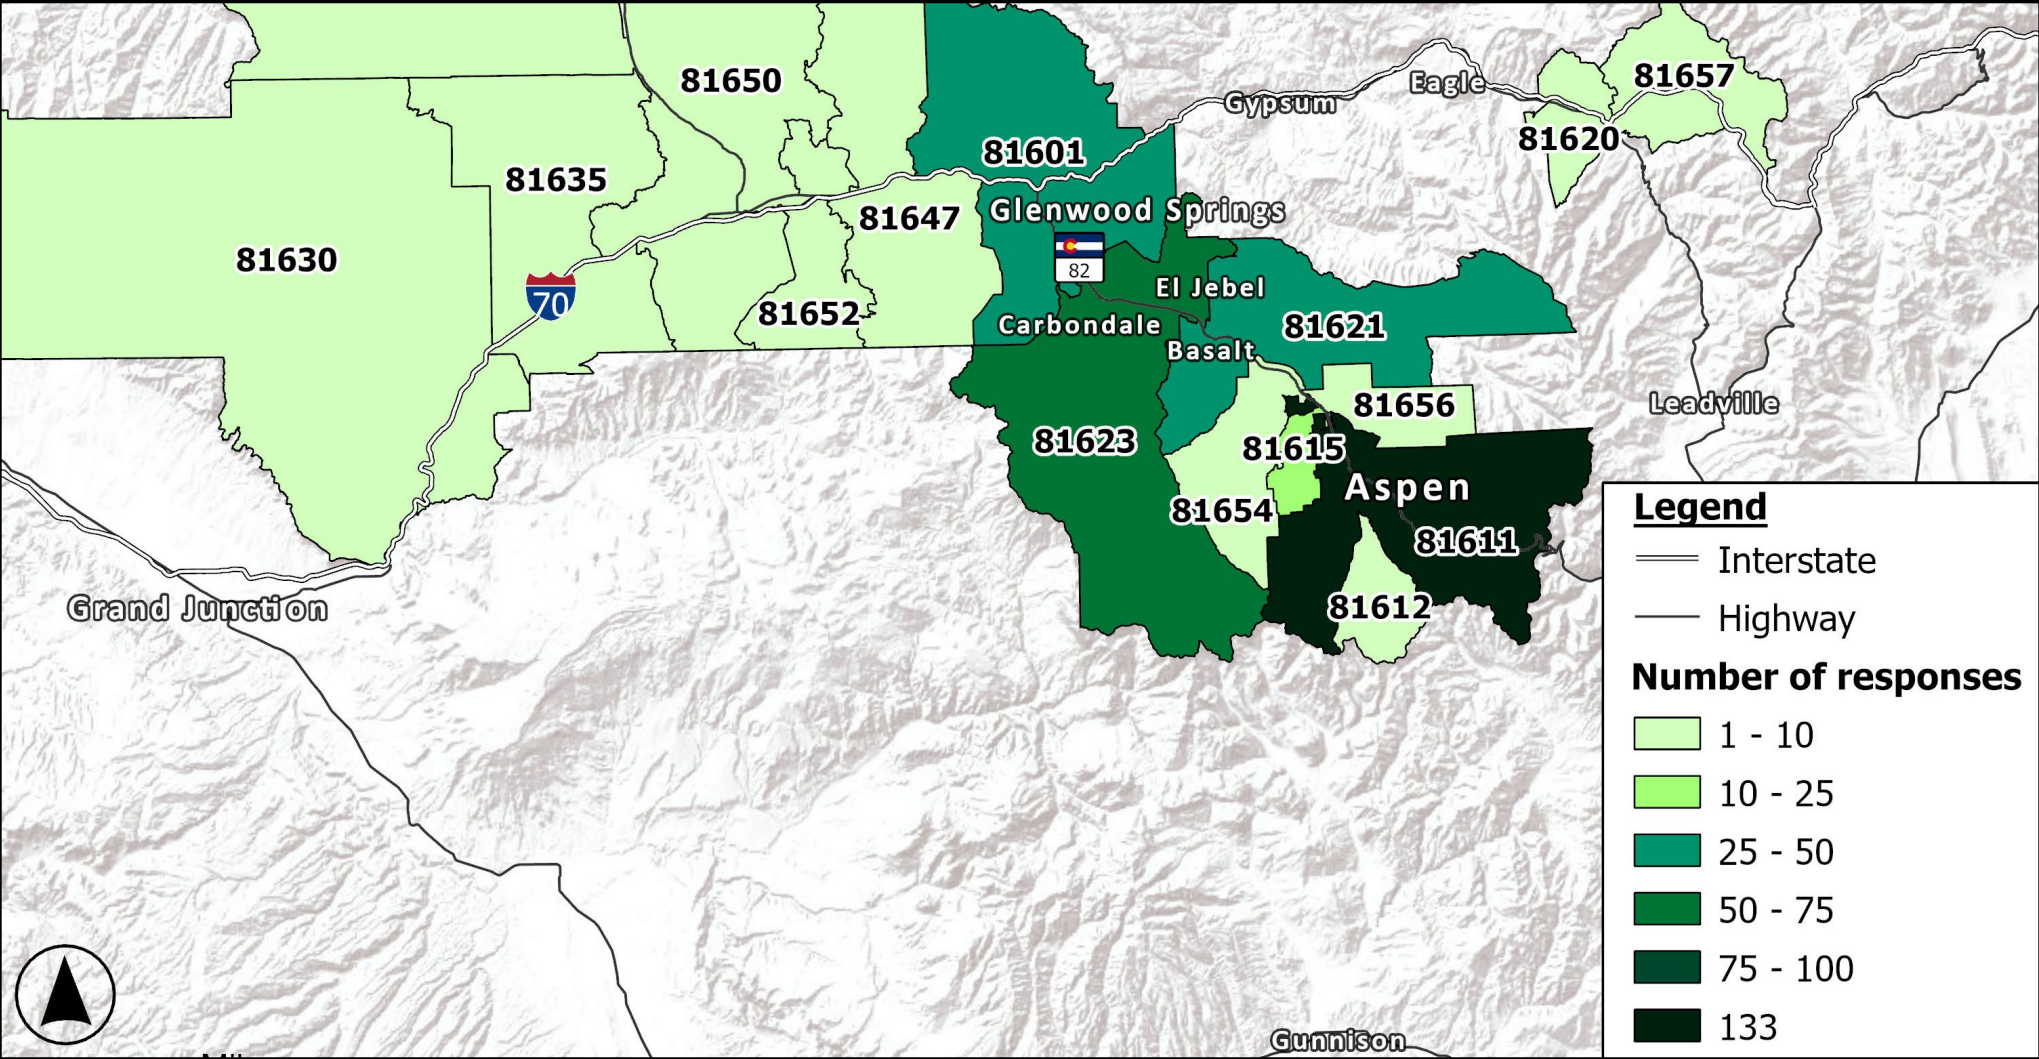 81650
81657
Eagle
Gypsum
81620
81601
81635
Glenwood Springs
81647
81630
82
El Jebel
70
81652
Carbondale
81621
Basalt
Leadville
81656
81623
81615
Aspen
81654
81611
81612
Grand Junction
Gunnison
Legend
Interstate
Highway
Number of responses
1 - 10
10 - 25
25 - 50
50 - 75
75 - 100
133